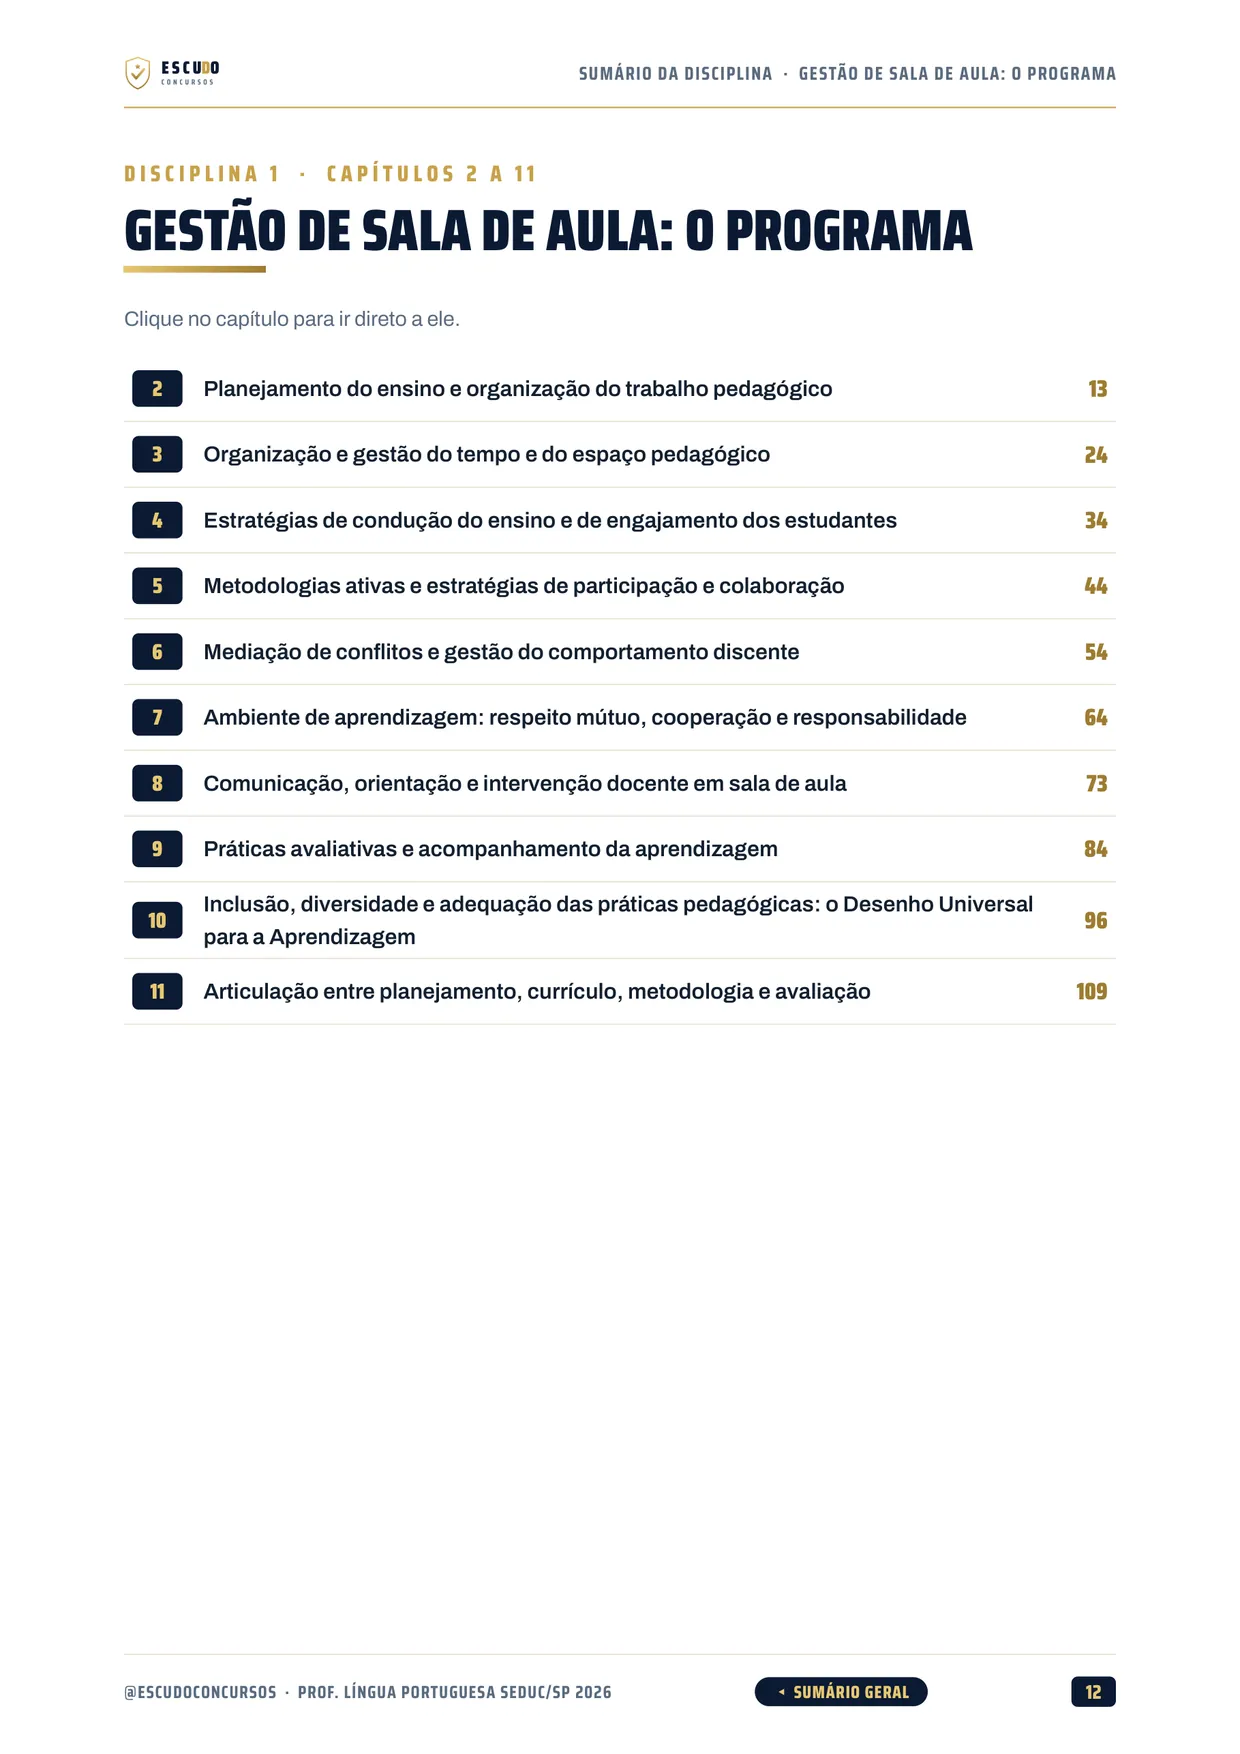 ESCUDO
CONCURSOS
SUMÁRIO DA DISCIPLINA · GESTÃO DE SALA DE AULA: O PROGRAMA
DISCIPLINA 1 · CAPÍTULOS 2 A 11
GESTÃO DE SALA DE AULA: O PROGRAMA
Clique no capítulo para ir direto a ele.
2 Planejamento do ensino e organização do trabalho pedagógico 13
3 Organização e gestão do tempo e do espaço pedagógico 24
4 Estratégias de condução do ensino e de engajamento dos estudantes 34
5 Metodologias ativas e estratégias de participação e colaboração 44
6 Mediação de conflitos e gestão do comportamento discente 54
7 Ambiente de aprendizagem: respeito mútuo, cooperação e responsabilidade 64
8 Comunicação, orientação e intervenção docente em sala de aula 73
9 Práticas avaliativas e acompanhamento da aprendizagem 84
10 Inclusão, diversidade e adequação das práticas pedagógicas: o Desenho Universal
para a Aprendizagem 96
11 Articulação entre planejamento, currículo, metodologia e avaliação 109
@ESCUDOCONCURSOS · PROF. LÍNGUA PORTUGUESA SEDUC/SP 2026
◂ SUMÁRIO GERAL
12